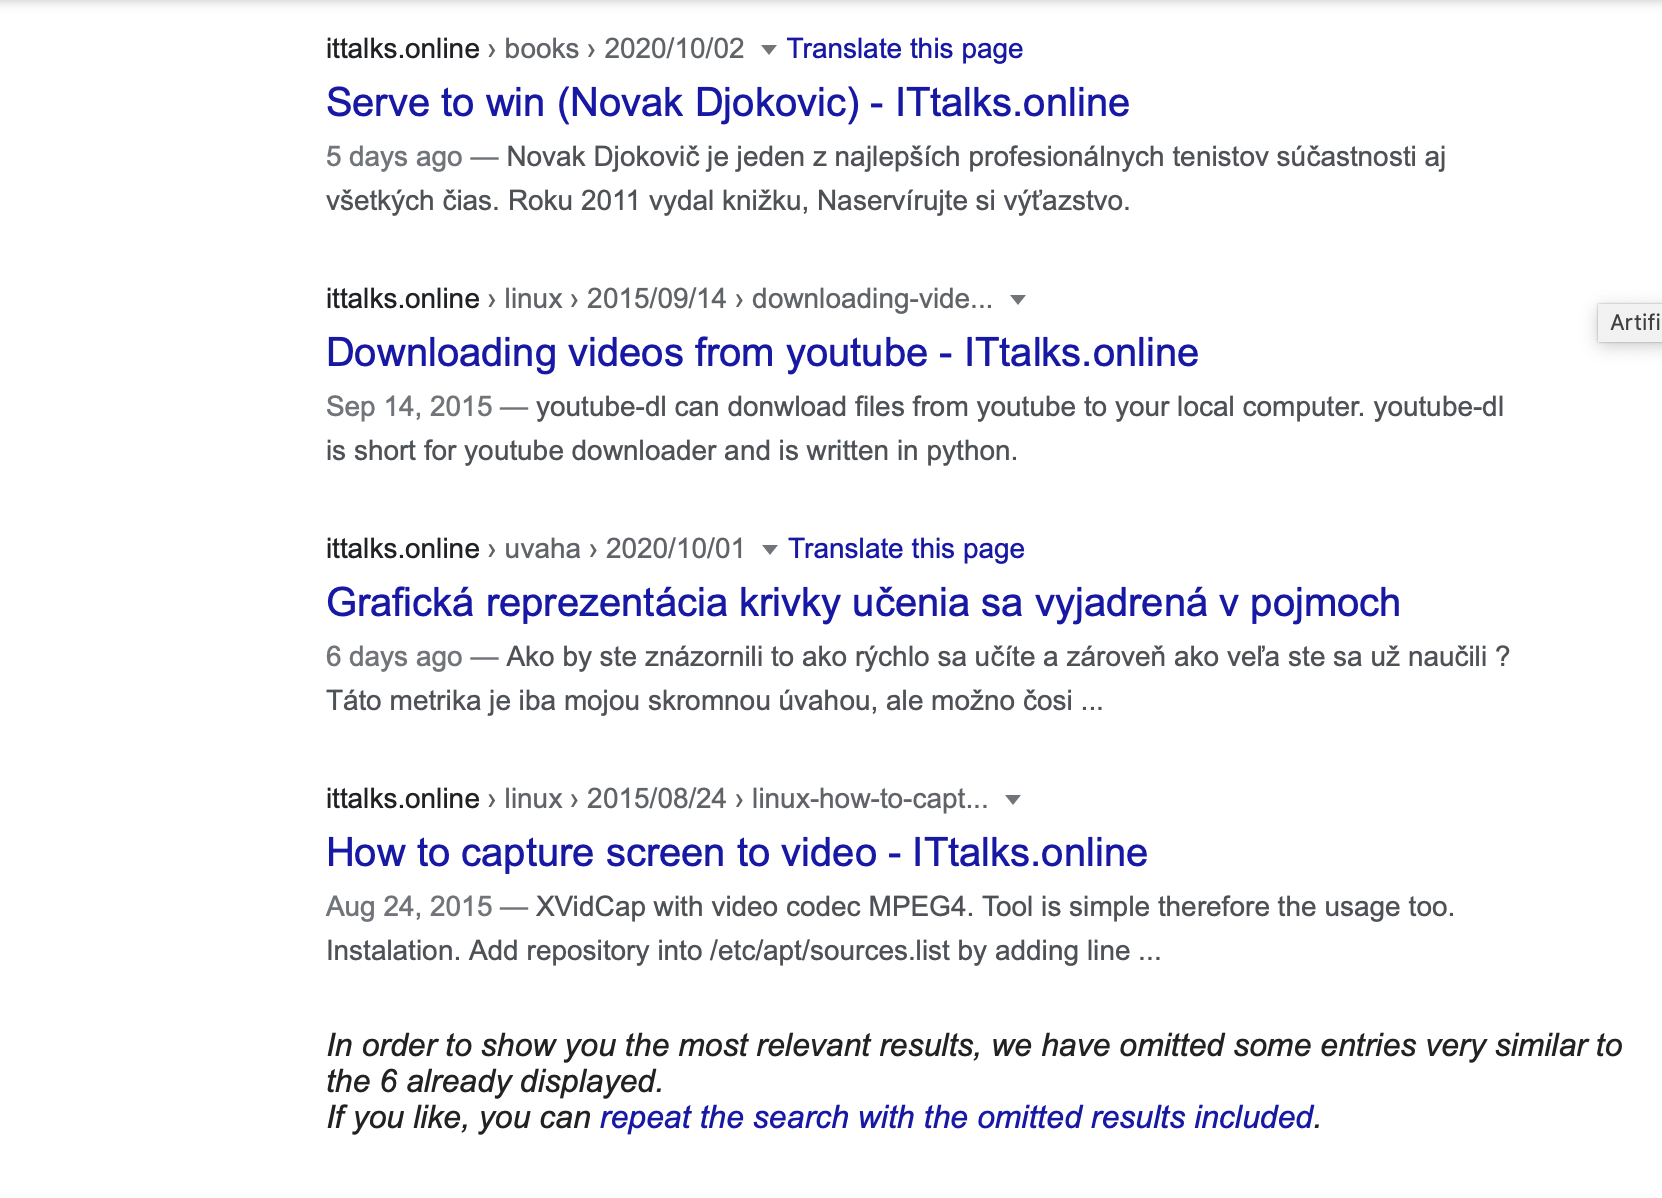 ittalks.online › books › 2020/10/02 ▼ Translate this page
Serve to win (Novak Djokovic) - ITtalks.online
5 days ago — Novak Djokovič je jeden z najlepších profesionálnych tenistov súčastnosti aj
všetkých čias. Roku 2011 vydal knižku, Naservírujte si výťazstvo.
ittalks.online › linux › 2015/09/14 › downloading-vide... ▼
Artifi
Downloading videos from youtube - ITtalks.online
Sep 14, 2015 — youtube-dl can donwload files from youtube to your local computer. youtube-dl
is short for youtube downloader and is written in python.
ittalks.online › uvaha › 2020/10/01 ▼ Translate this page
Grafická reprezentácia krivky učenia sa vyjadrená v pojmoch
6 days ago — Ako by ste znázornili to ako rýchlo sa učíte a zároveň ako veľa ste sa už naučili ?
Táto metrika je iba mojou skromnou úvahou, ale možno čosi ...
ittalks.online › linux › 2015/08/24 › linux-how-to-capt... ▼
How to capture screen to video - ITtalks.online
Aug 24, 2015 — XVidCap with video codec MPEG4. Tool is simple therefore the usage too.
Instalation. Add repository into /etc/apt/sources.list by adding line ...
In order to show you the most relevant results, we have omitted some entries very similar to
the 6 already displayed.
If you like, you can repeat the search with the omitted results included.